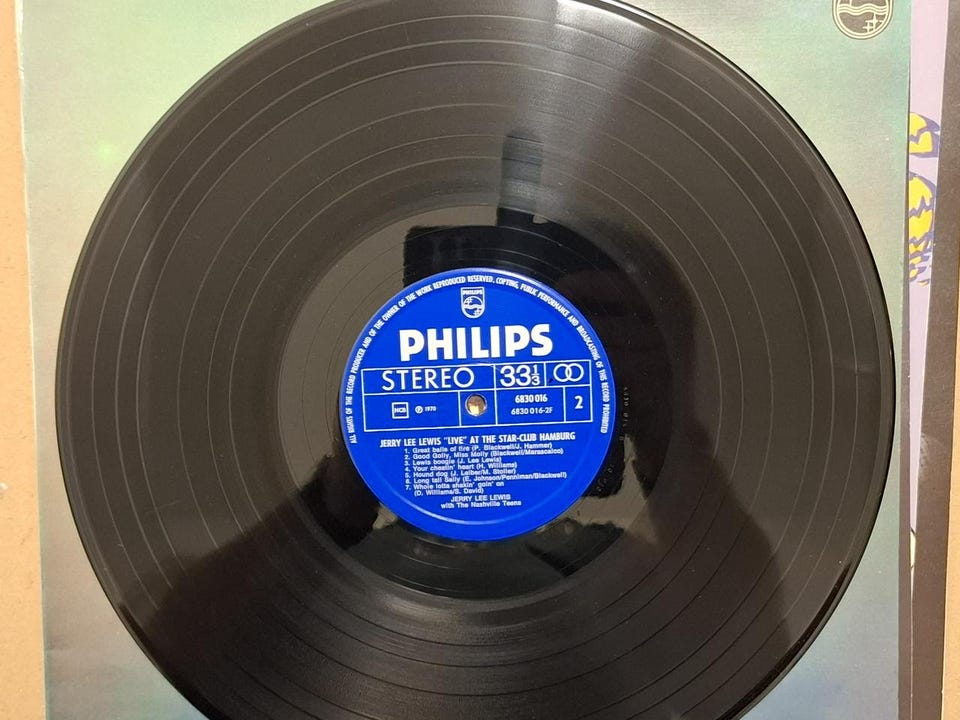 ALL RIGHTS OF THE RECORD PRODUCER AND OF THE OWNER OF THE WORK REPRODUCED RESERVED. COPYING, PUBLIC PERFORMANCE AND BROADCASTING OF THIS RECORD PROHIBITED
PHILIPS
PHILIPS
STEREO 33 1/3
NCB ℗ 1970 6830 016 2
6830 016-2F
JERRY LEE LEWIS "LIVE" AT THE STAR-CLUB HAMBURG
1. Great balls of fire (P. Blackwell/J. Hammer)
2. Good Golly, Miss Molly (Blackwell/Marsacalco)
3. Lewis boogie (J. Lee Lewis)
4. Your cheatin' heart (H. Williams)
5. Hound dog (J. Leiber/M. Stoller)
6. Long tall Sally (E. Johnson/Penniman/Blackwell)
7. Whole lotta shakin' goin' on
(D. Williams/S. David)
JERRY LEE LEWIS
with The Nashville Teens